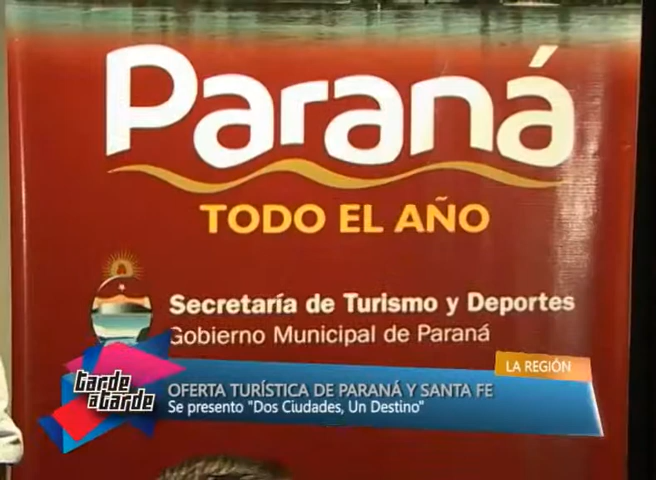 Paraná
TODO EL AÑO
Secretaría de Turismo y Deportes
Gobierno Municipal de Paraná
LA REGIÓN
tarde
a tarde
OFERTA TURÍSTICA DE PARANÁ Y SANTA FE
Se presento "Dos Ciudades, Un Destino"